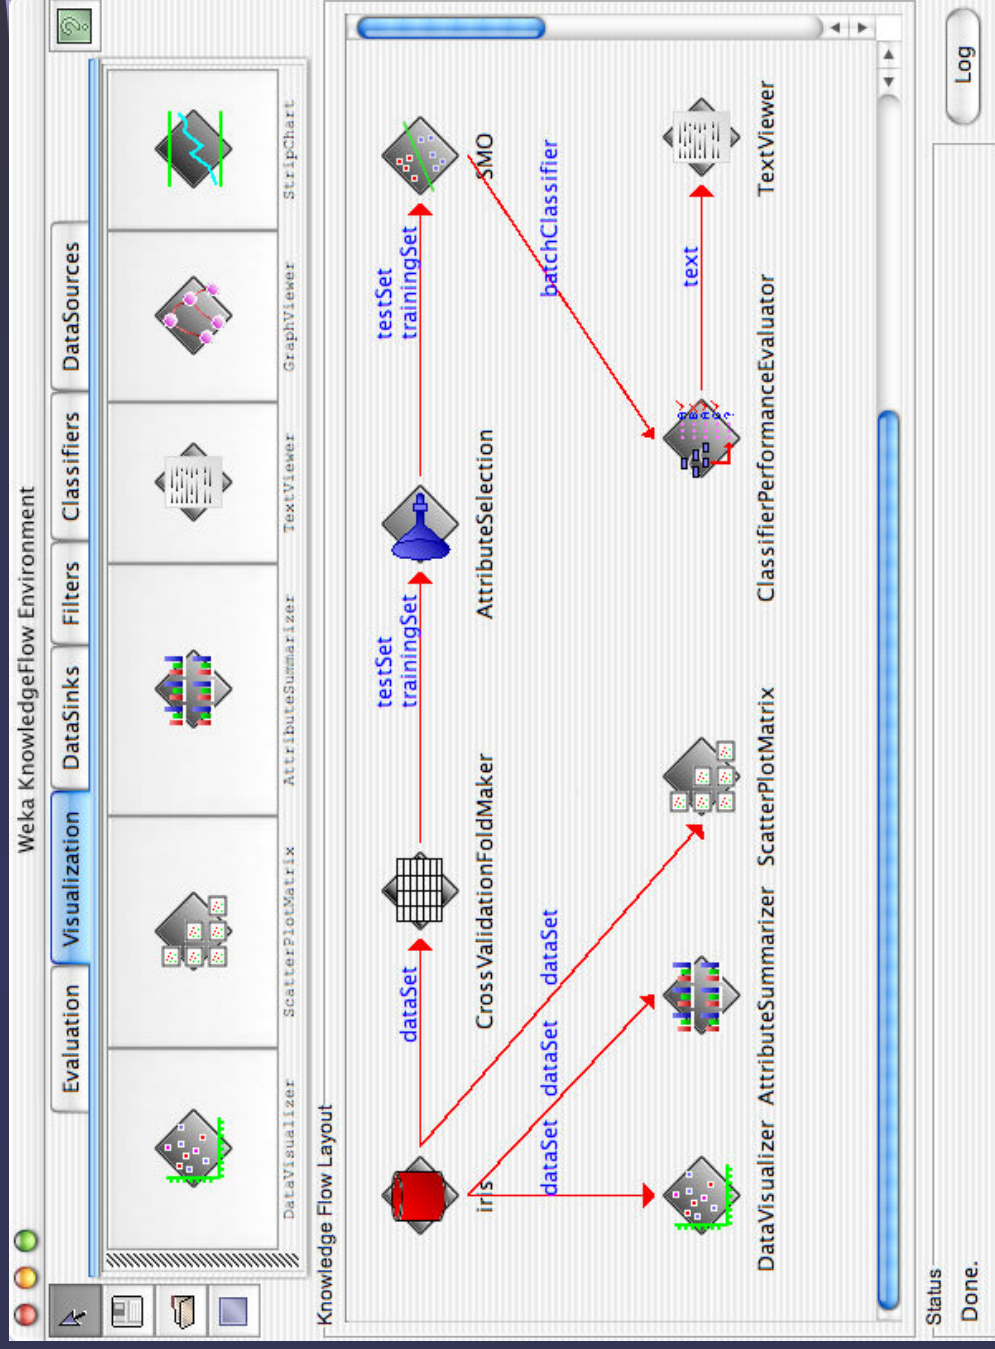 Weka KnowledgeFlow Environment
Evaluation Visualization DataSinks Filters Classifiers DataSources
DataVisualizer ScatterPlotMatrix AttributeSummarizer TextViewer GraphViewer StripChart
Knowledge Flow Layout
testSet testSet
dataSet trainingSet trainingSet
iris CrossValidationFoldMaker AttributeSelection SMO
dataSet dataSet dataSet batchClassifier
text
DataVisualizer AttributeSummarizer ScatterPlotMatrix ClassifierPerformanceEvaluator TextViewer
Status
Done.
Log